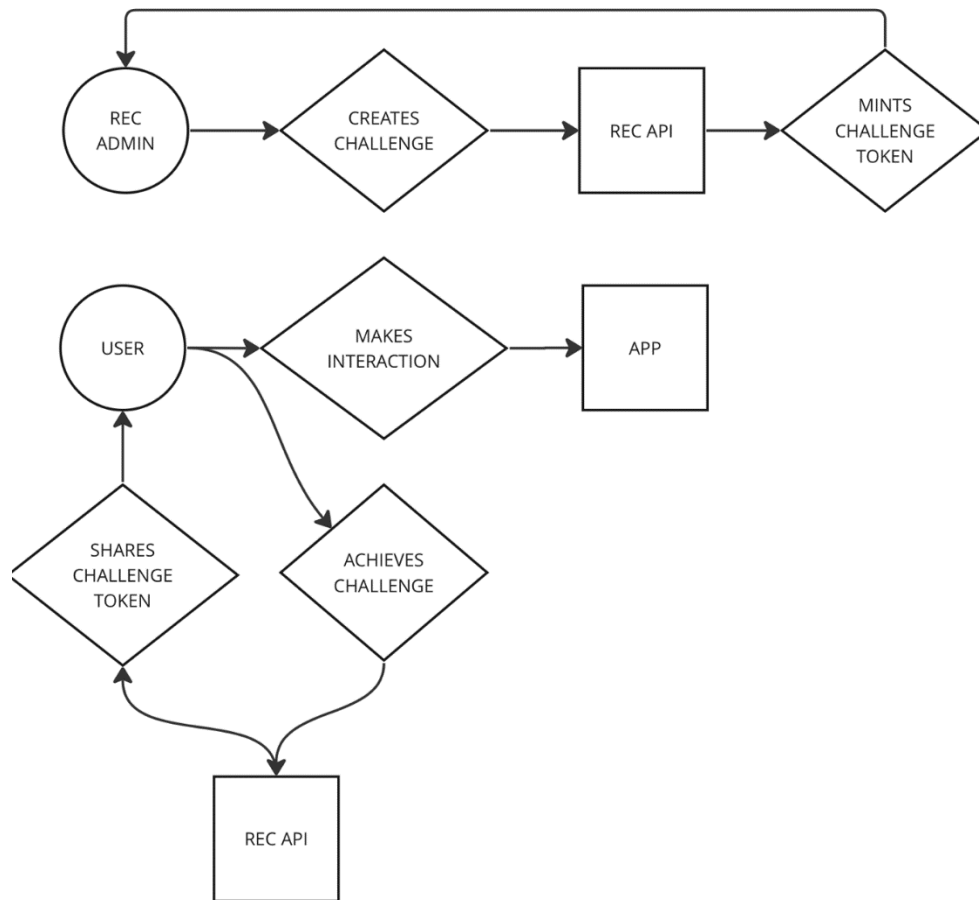 REC
ADMIN
CREATES
CHALLENGE
REC API
MINTS
CHALLENGE
TOKEN
USER
MAKES
INTERACTION
APP
SHARES
CHALLENGE
TOKEN
ACHIEVES
CHALLENGE
REC API